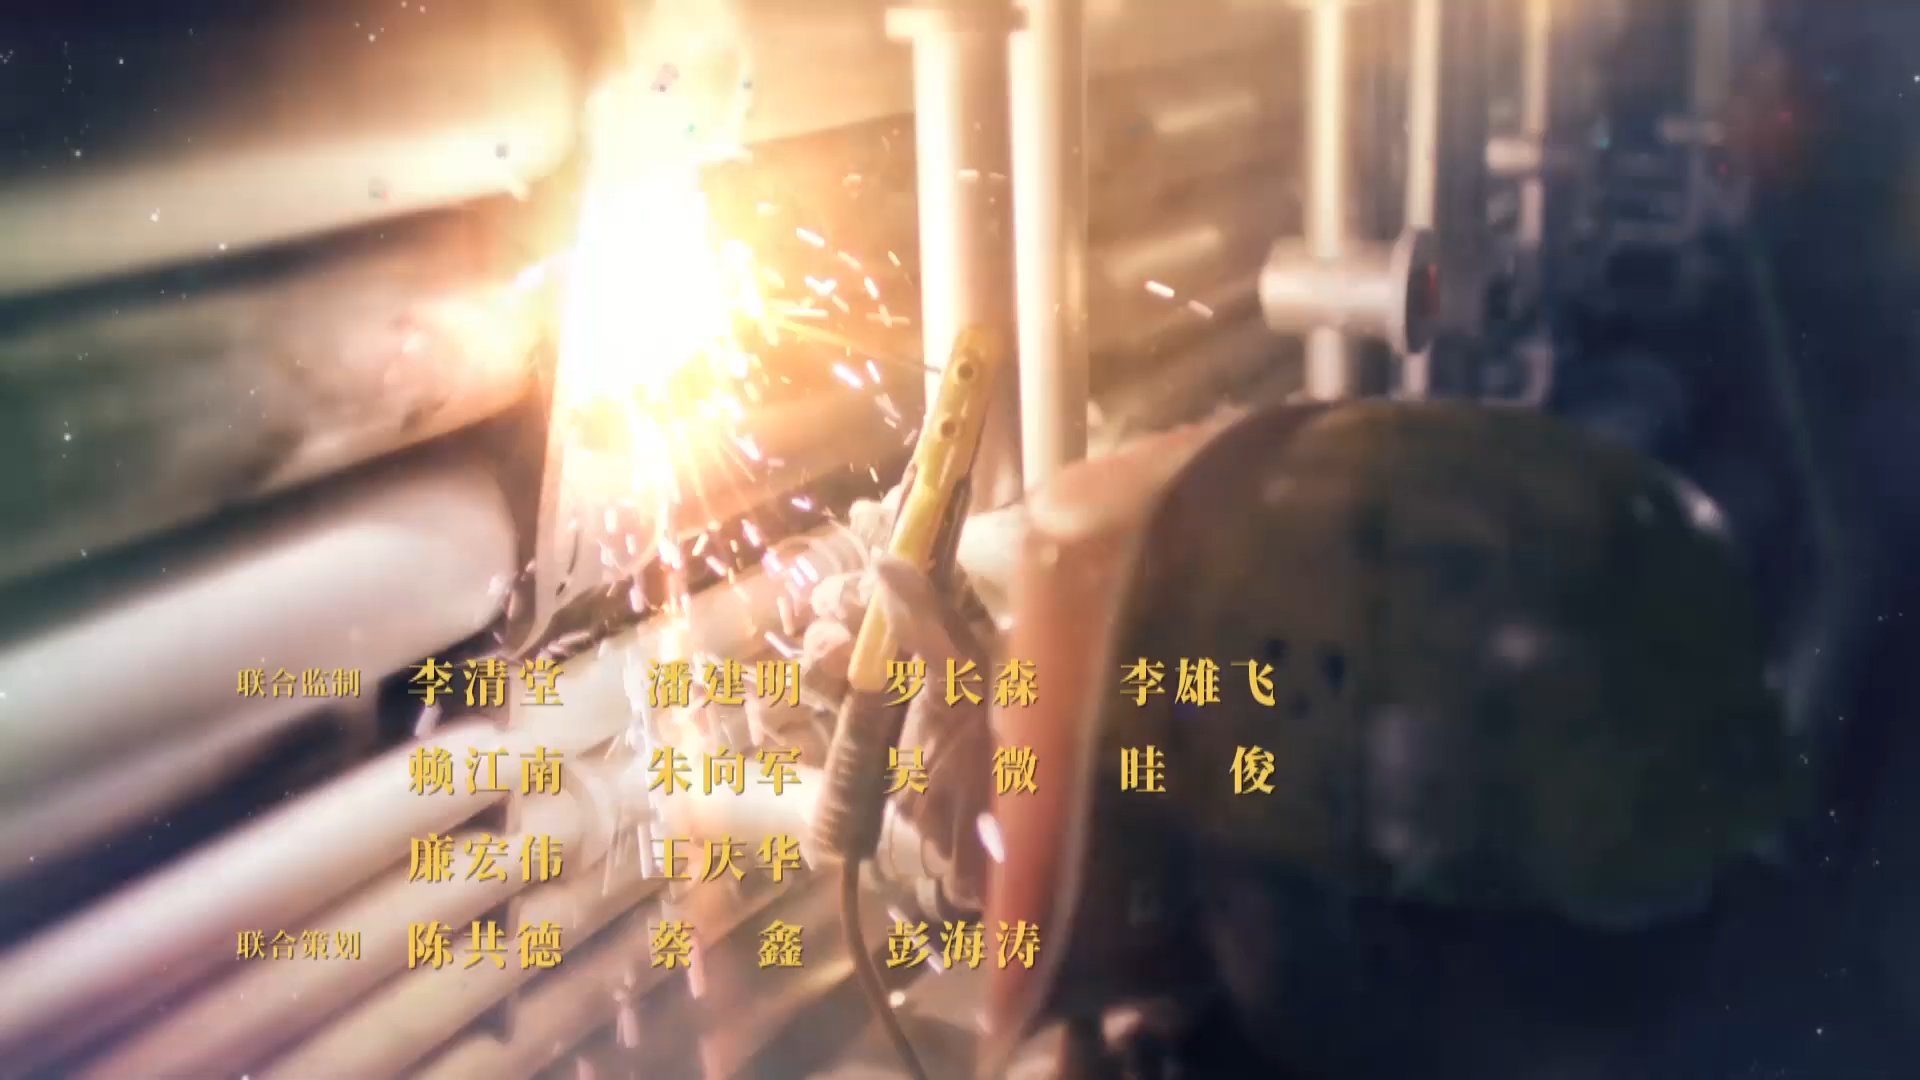 联合监制 李清堂 潘建明 罗长森 李雄飞
赖江南 朱向军 吴 微 眭 俊
廉宏伟 王庆华
联合策划 陈共德 蔡 鑫 彭海涛